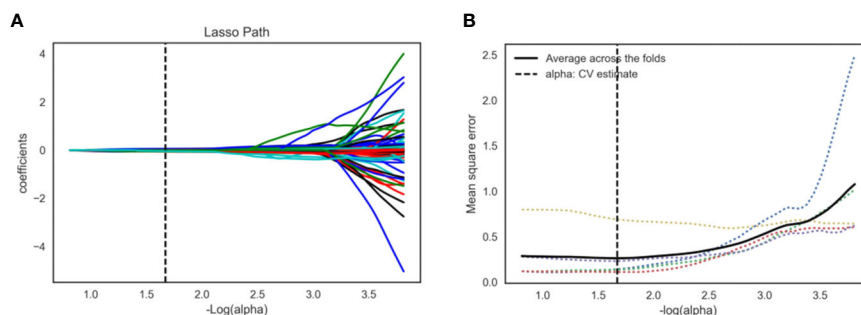 A
Lasso Path
4
2
0
−2
−4
coefficients
1.0 1.5 2.0 2.5 3.0 3.5
-Log(alpha)
B
2.5
2.0
1.5
1.0
0.5
0.0
Mean square error
Average across the folds
alpha: CV estimate
1.0 1.5 2.0 2.5 3.0 3.5
-log(alpha)